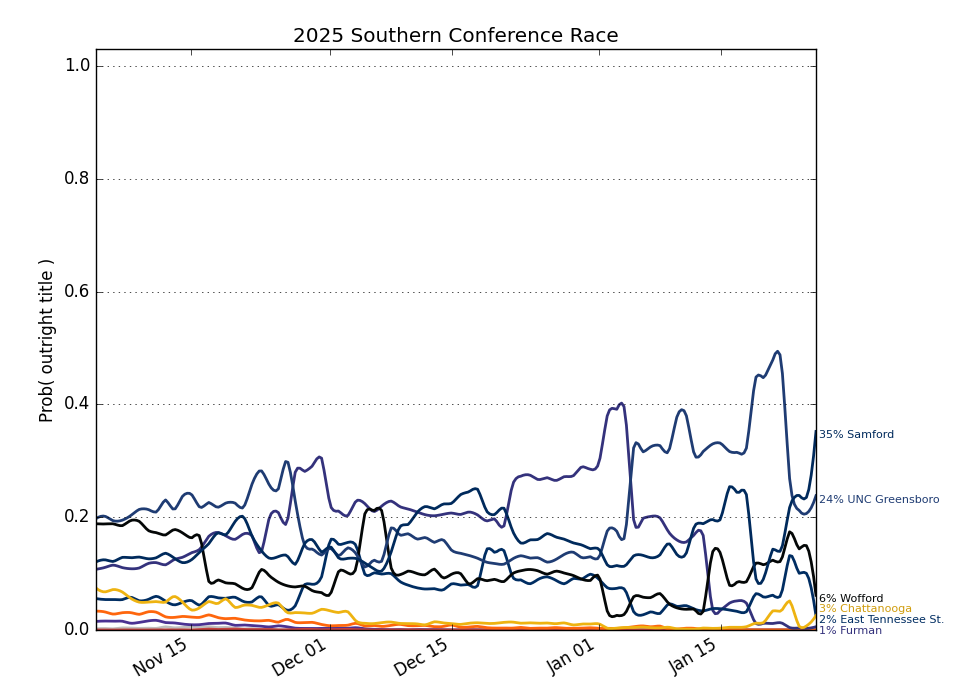 2025 Southern Conference Race
Prob( outright title )
1.0
0.8
0.6
0.4
0.2
0.0
Nov 15
Dec 01
Dec 15
Jan 01
Jan 15
35% Samford
24% UNC Greensboro
6% Wofford
3% Chattanooga
2% East Tennessee St.
1% Furman